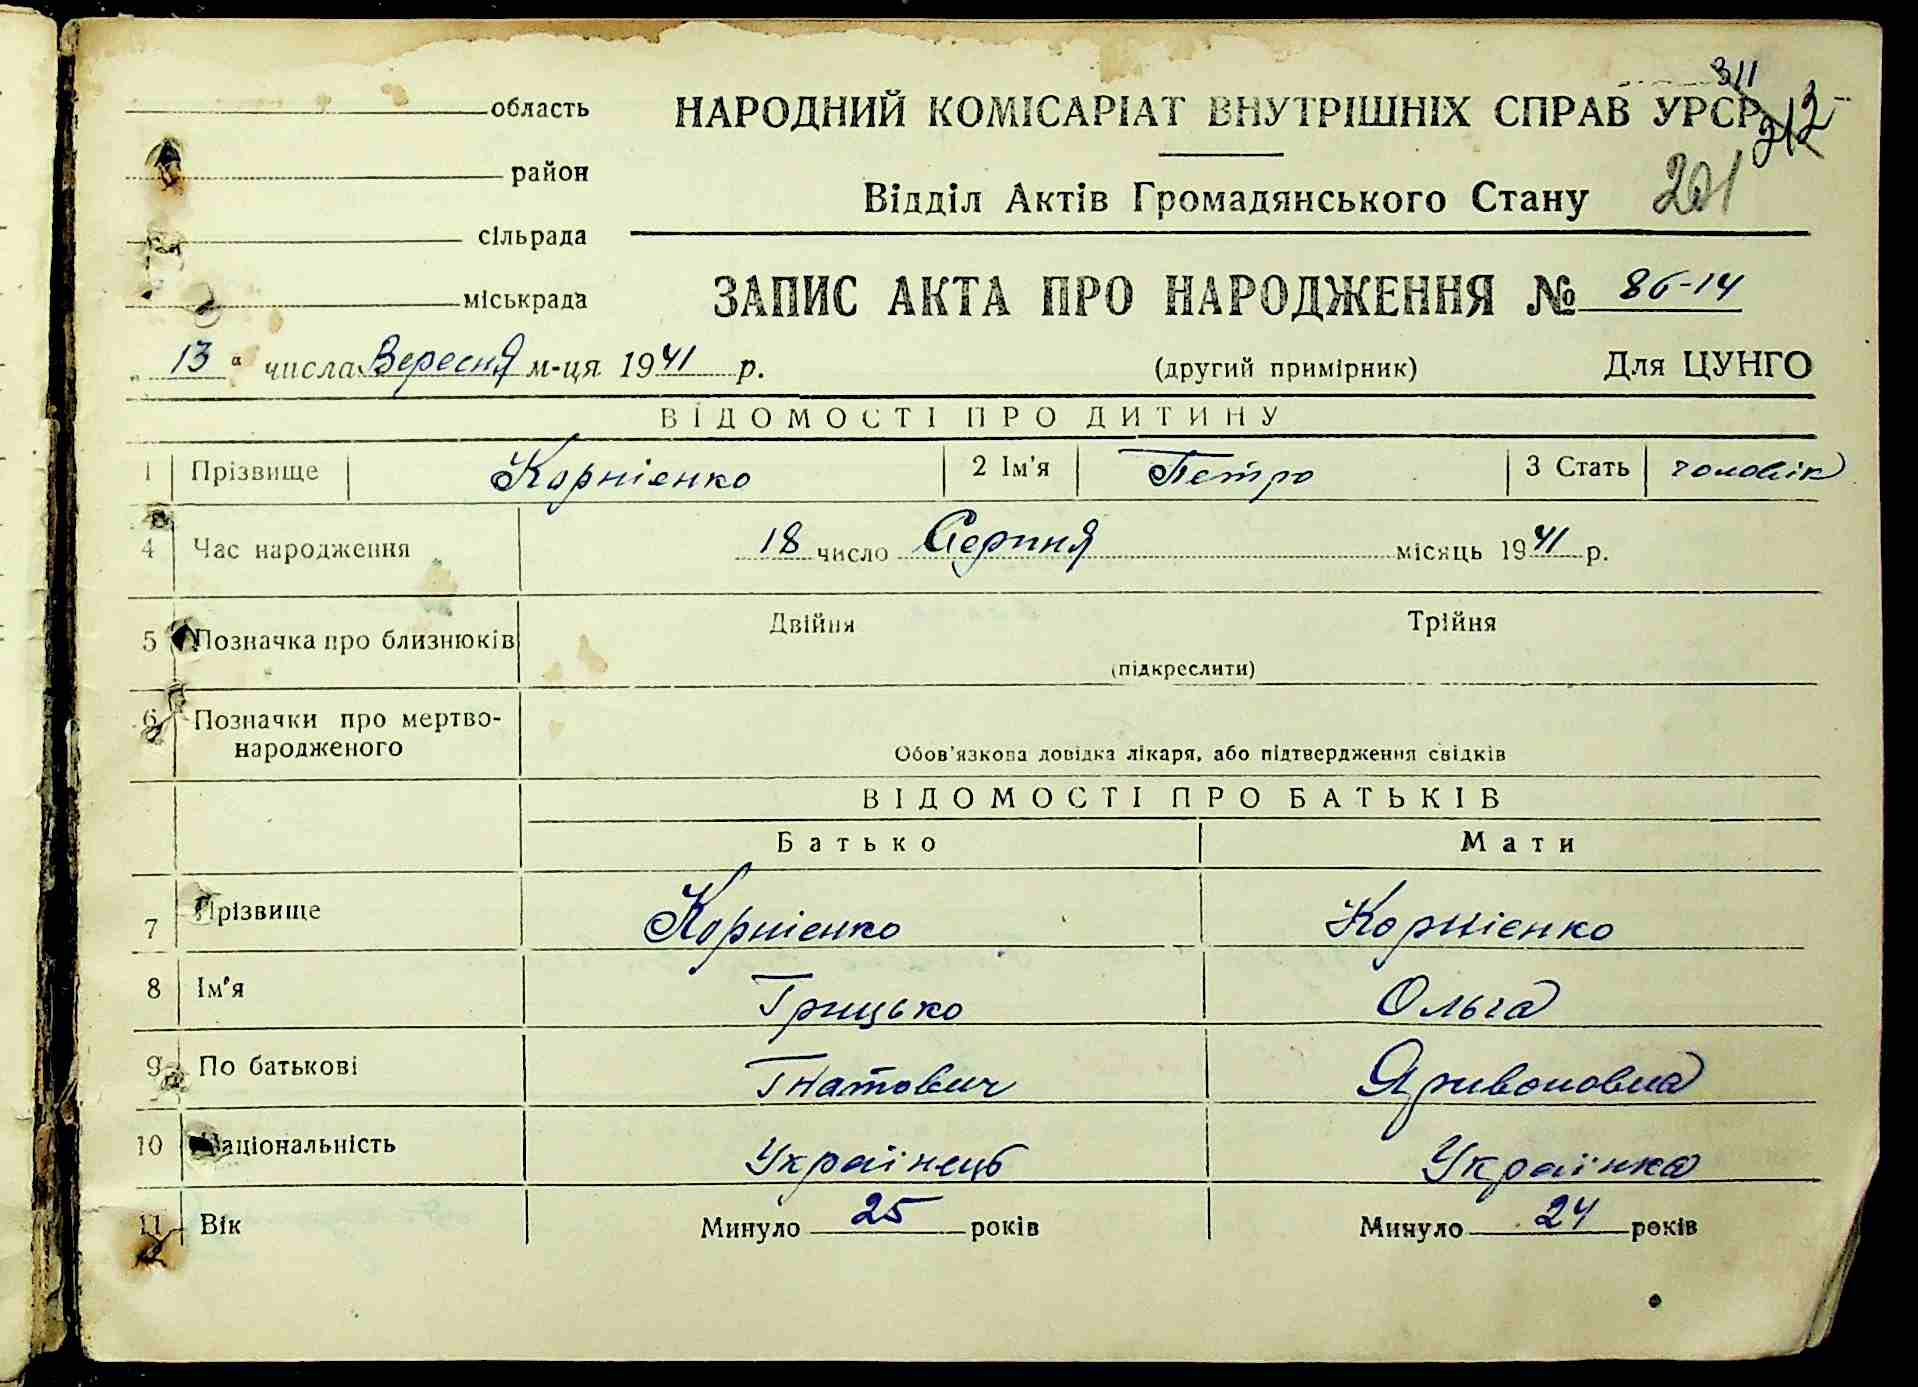 311
область НАРОДНИЙ КОМІСАРІАТ ВНУТРІШНІХ СПРАВ УРСР
212
район
Відділ Актів Громадянського Стану 201
сільрада
міськрада ЗАПИС АКТА ПРО НАРОДЖЕННЯ № 86-14
„13“ числа Вересня м-ця 1941 р. (другий примірник) Для ЦУНГО
ВІДОМОСТІ ПРО ДИТИНУ
1 Прізвище Корнієнко 2 Ім'я Петро 3 Стать чоловік
4 Час народження 18 число Серпня місяць 1941 р.
5 Позначка про близнюків Двійня Трійня
(підкреслити)
6 Позначки про мертво-
народженого
Обов'язкова довідка лікаря, або підтвердження свідків
ВІДОМОСТІ ПРО БАТЬКІВ
Батько Мати
7 Прізвище Корнієнко Корнієнко
8 Ім'я Грицько Ольга
9 По батькові Гнатович
10 Національність Украінець Украінка
11 Вік Минуло 25 років Минуло 24 років